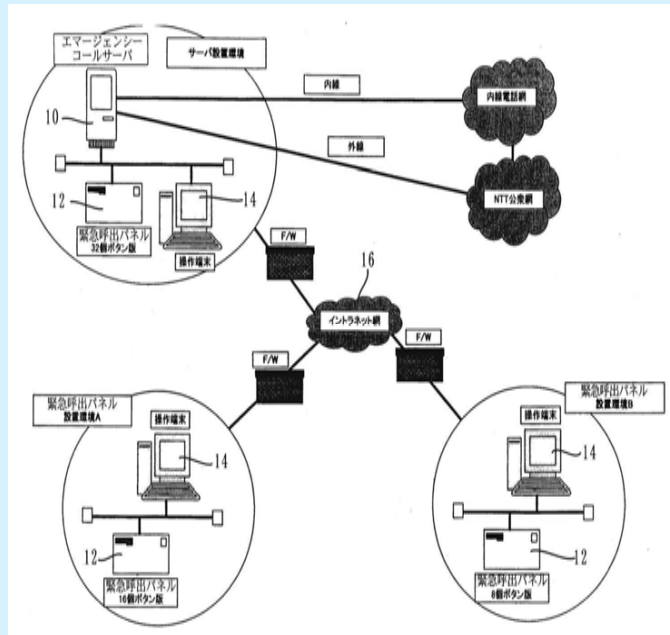 エマージェンシー
コールサーバ
サーバ設置環境
10
内線
内線電話網
外線
NTT公衆網
12
14
緊急呼出パネル
32個ボタン版
操作端末
F/W
16
イントラネット網
F/W
F/W
緊急呼出パネル
設置環境A
操作端末
14
12
緊急呼出パネル
16個ボタン版
緊急呼出パネル
設置環境B
操作端末
14
12
緊急呼出パネル
8個ボタン版